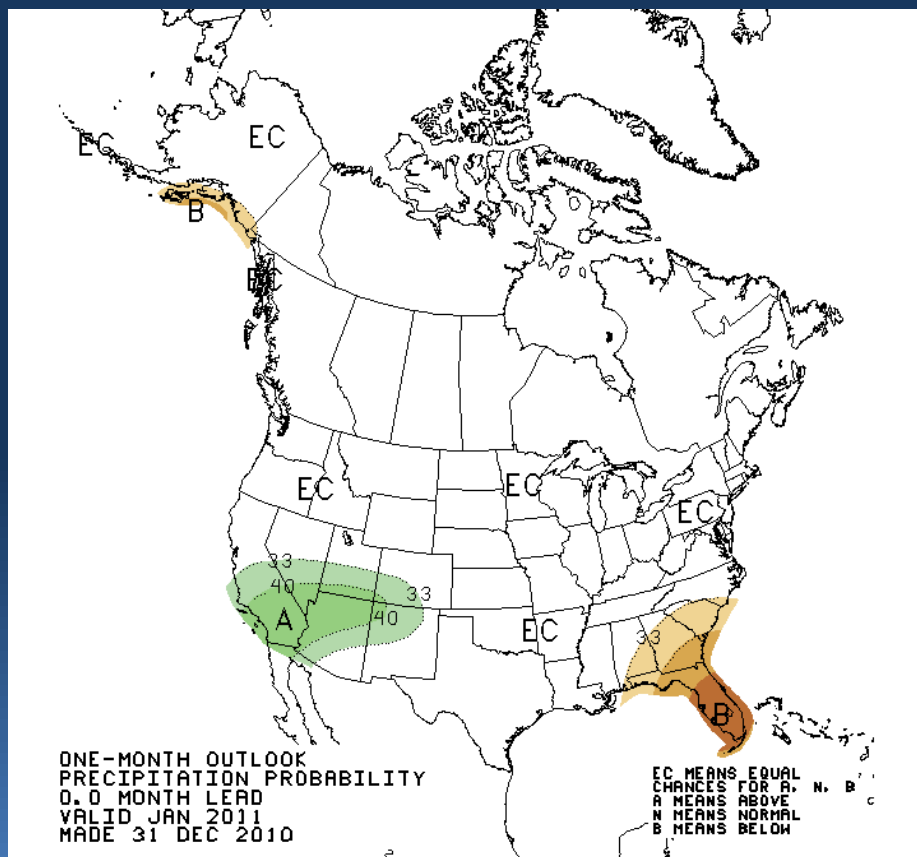 EC
EC
B
EC
EC
EC
EC
33
40
33
A
40
EC
33
B
ONE-MONTH OUTLOOK
PRECIPITATION PROBABILITY
0.0 MONTH LEAD
VALID JAN 2011
MADE 31 DEC 2010
EC MEANS EQUAL
CHANCES FOR A, N, B
A MEANS ABOVE
N MEANS NORMAL
B MEANS BELOW